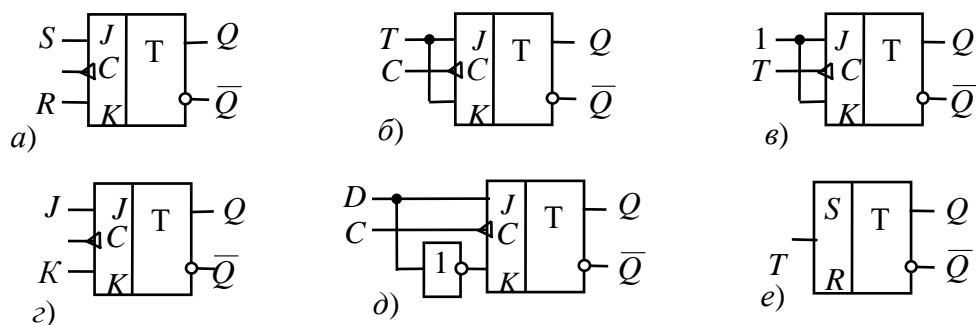 S J T Q
C
R K Q
а)
T J T Q
C C
K Q
б)
1 J T Q
T C
K Q
в)
J J T Q
C
К K Q
г)
D J T Q
C C
1 K Q
д)
S T Q
T R Q
е)